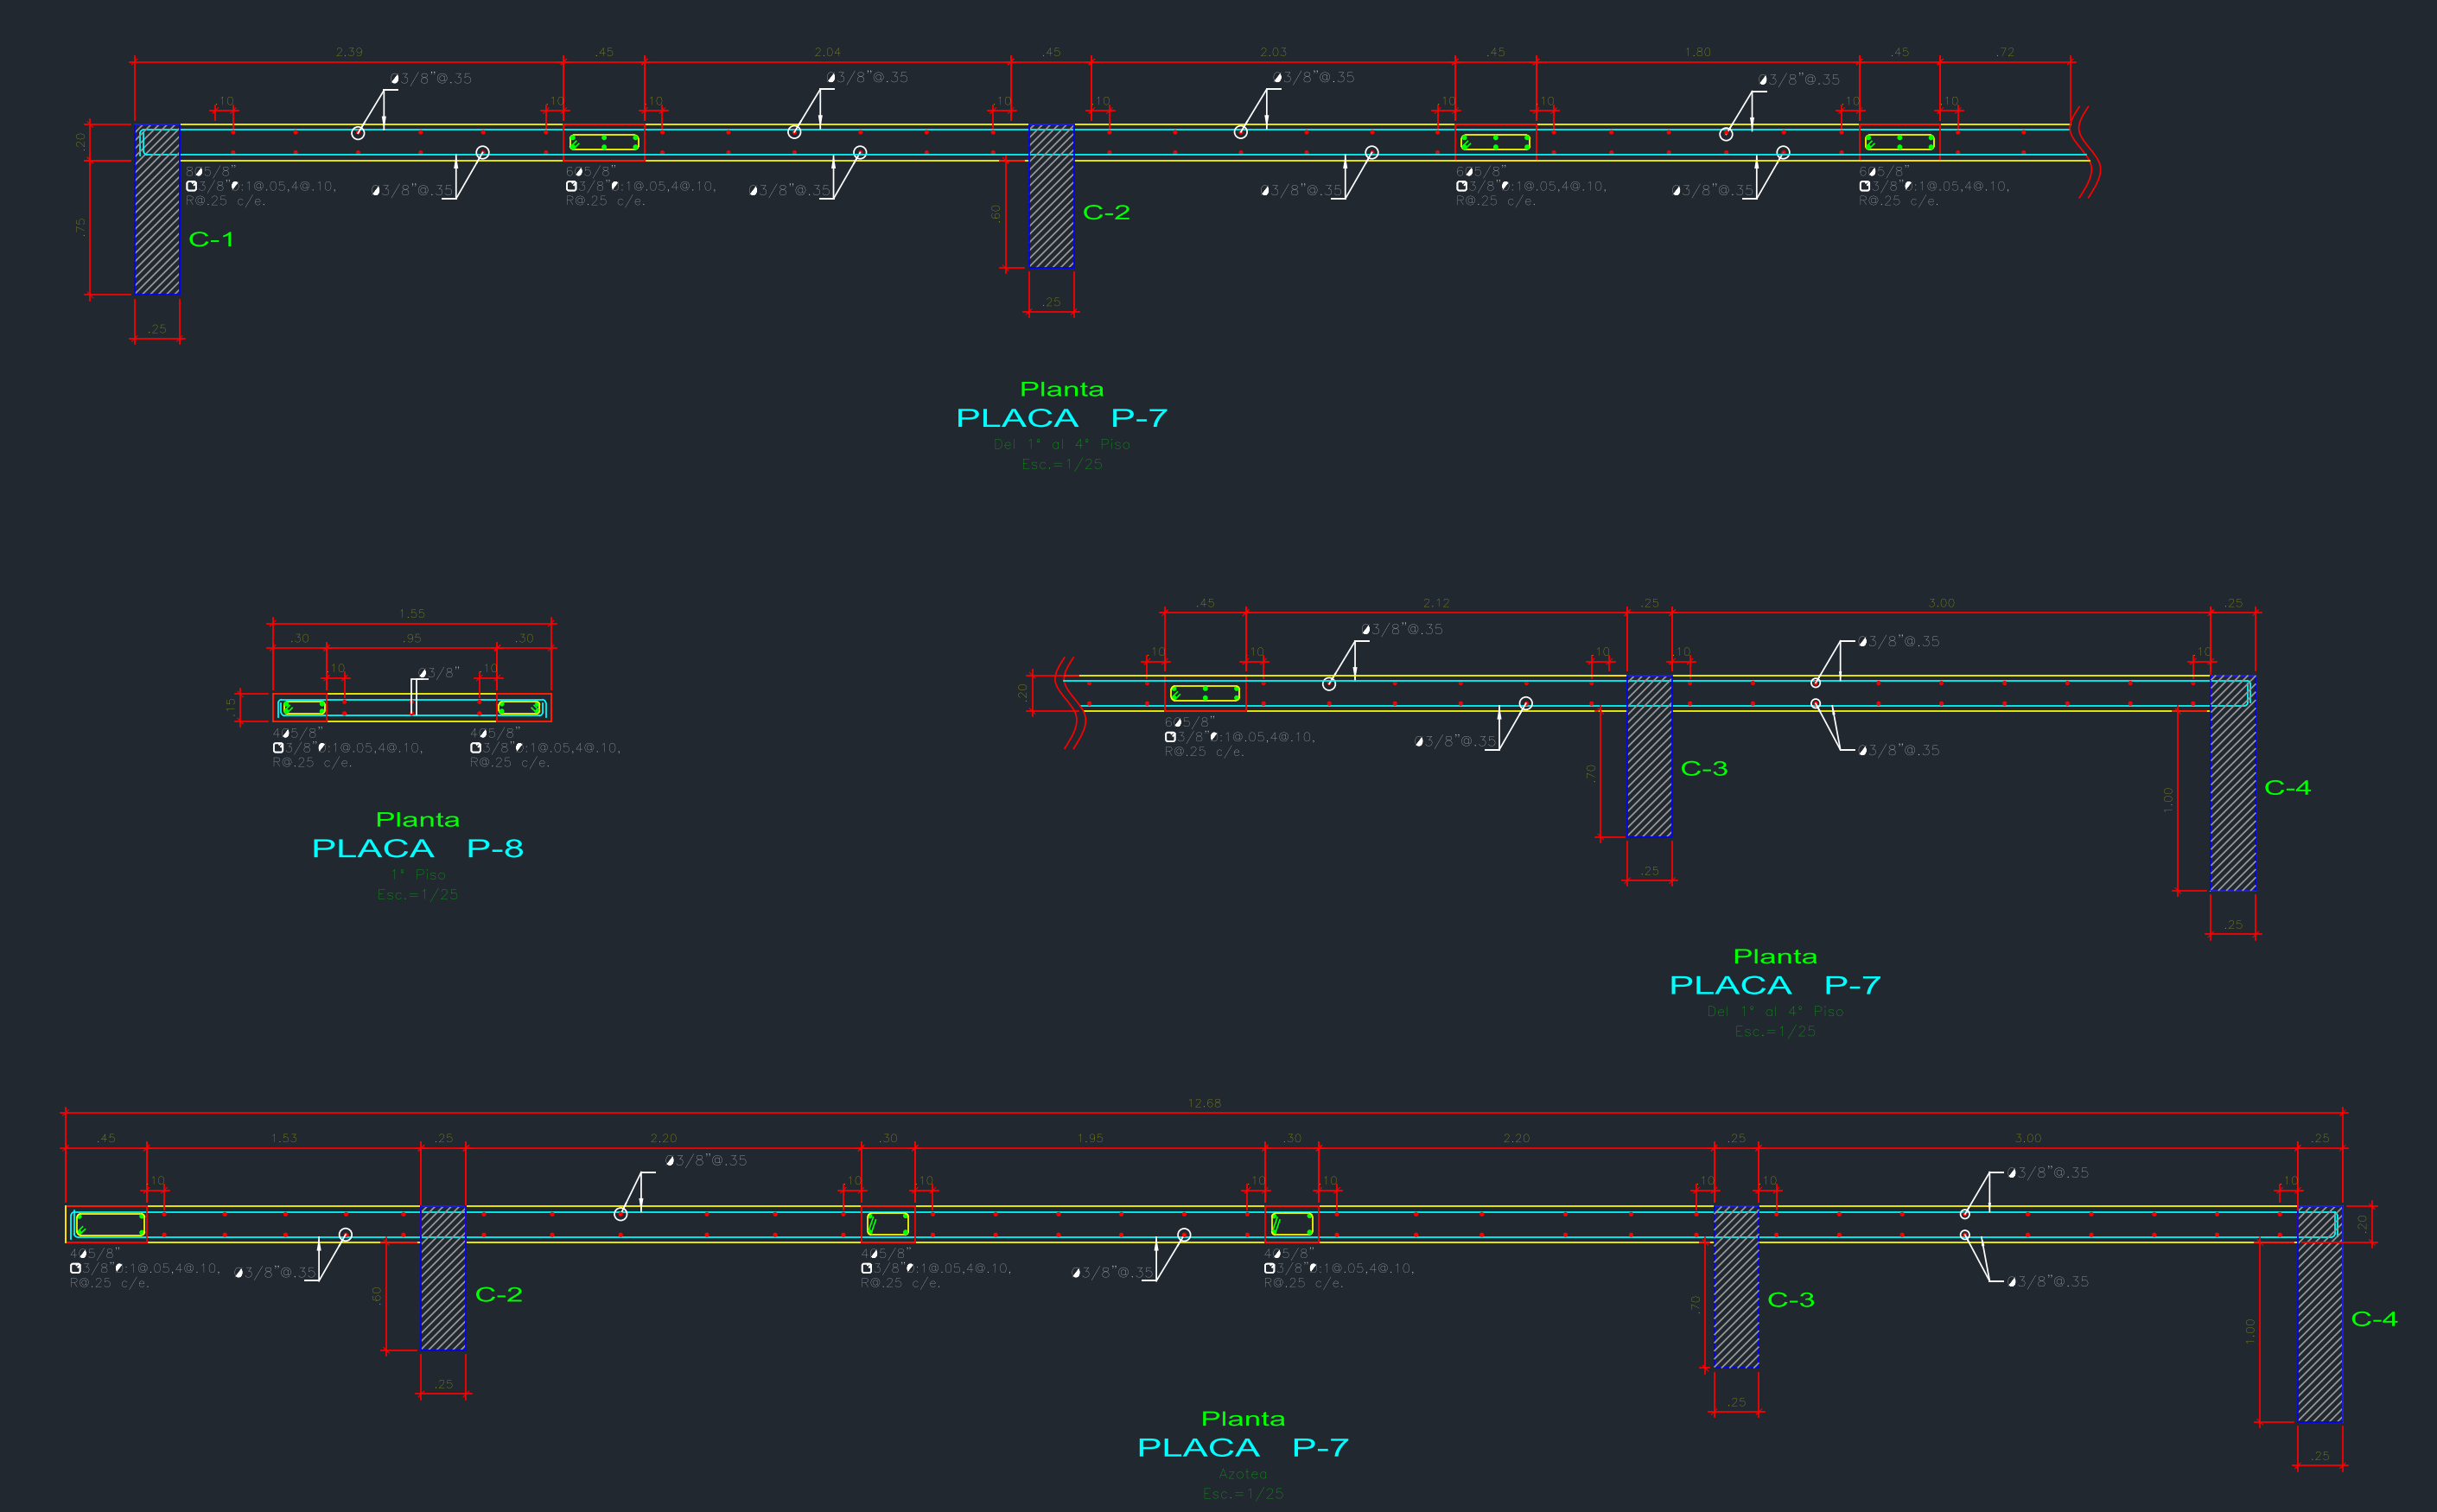 2.39 .45 2.04 .45 2.03 .45 1.80 .45 .72
Ø3/8"@.35 Ø3/8"@.35 Ø3/8"@.35 Ø3/8"@.35
.10 .10 .10 .10 .10 .10 .10 .10 .10
.20
8Ø5/8"
3/8"Ø:1@.05,4@.10,
R@.25 c/e.
Ø3/8"@.35
6Ø5/8"
3/8"Ø:1@.05,4@.10,
R@.25 c/e.
Ø3/8"@.35
Ø3/8"@.35
6Ø5/8"
3/8"Ø:1@.05,4@.10,
R@.25 c/e.
Ø3/8"@.35
6Ø5/8"
3/8"Ø:1@.05,4@.10,
R@.25 c/e.
.75
C-1
.60
C-2
.25
.25
Planta
PLACA P-7
Del 1° al 4° Piso
Esc.=1/25
1.55
.30 .95 .30
.10 Ø3/8" .10
.15
4Ø5/8"
3/8"Ø:1@.05,4@.10,
R@.25 c/e.
4Ø5/8"
3/8"Ø:1@.05,4@.10,
R@.25 c/e.
Planta
PLACA P-8
1° Piso
Esc.=1/25
.45 2.12 .25 3.00 .25
Ø3/8"@.35 Ø3/8"@.35
.10 .10 .10 .10 .10
.20
6Ø5/8"
3/8"Ø:1@.05,4@.10,
R@.25 c/e.
Ø3/8"@.35
Ø3/8"@.35
.70
C-3
1.00
C-4
.25
.25
Planta
PLACA P-7
Del 1° al 4° Piso
Esc.=1/25
12.68
.45 1.53 .25 2.20 .30 1.95 .30 2.20 .25 3.00 .25
Ø3/8"@.35 Ø3/8"@.35
.10 .10 .10 .10 .10 .10 .10 .10
.20
4Ø5/8"
3/8"Ø:1@.05,4@.10,
R@.25 c/e.
Ø3/8"@.35
4Ø5/8"
3/8"Ø:1@.05,4@.10,
R@.25 c/e.
Ø3/8"@.35
4Ø5/8"
3/8"Ø:1@.05,4@.10,
R@.25 c/e.
Ø3/8"@.35
.60
C-2
.70
C-3
1.00
C-4
.25
.25
.25
Planta
PLACA P-7
Azotea
Esc.=1/25